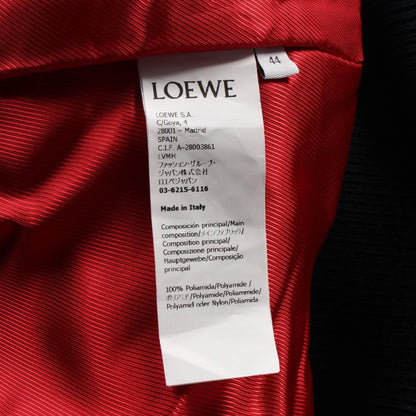 44
LOEWE
LOEWE S.A.
C/Goya, 4
28001 - Madrid
SPAIN
C.I.F. A-28003861
LVMH
ファッション・グループ・
ジャパン株式会社
ロエベジャパン
03-6215-6116
Made in Italy
Composición principal/Main
composition/メインファブリック/
Composition principal/
Composizione principale/
Hauptgewebe/Composição
principal
100% Poliamida/Polyamide/
ポリアミド/Polyamide/Poliammide/
Polyamid oder Nylon/Poliamida